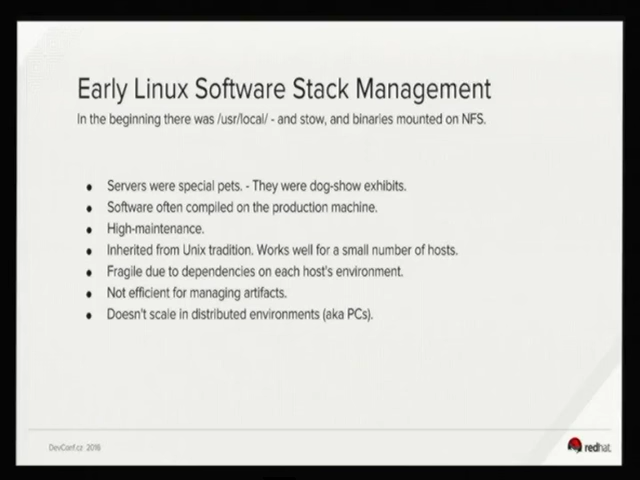 Early Linux Software Stack Management
In the beginning there was /usr/local/ - and stow, and binaries mounted on NFS.
Servers were special pets. - They were dog-show exhibits.
Software often compiled on the production machine.
High-maintenance.
Inherited from Unix tradition. Works well for a small number of hosts.
Fragile due to dependencies on each host's environment.
Not efficient for managing artifacts.
Doesn't scale in distributed environments (aka PCs).
DevConf.cz 2016
redhat.